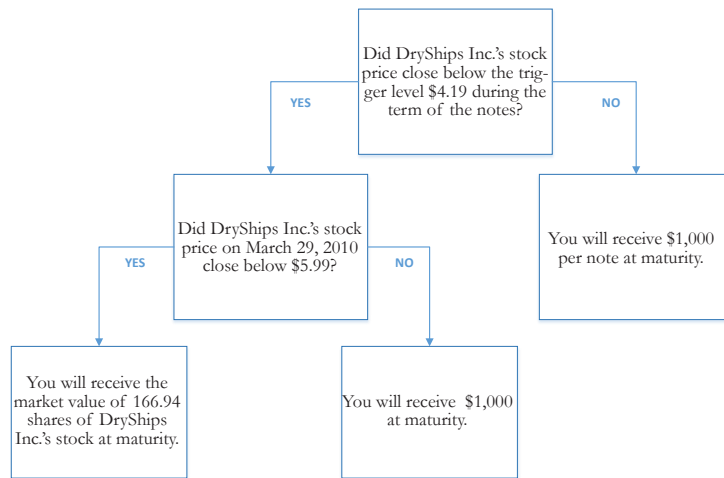 Did DryShips Inc.'s stock
price close below the trig-
ger level $4.19 during the
term of the notes?
YES
NO
Did DryShips Inc.'s stock
price on March 29, 2010
close below $5.99?
You will receive $1,000
per note at maturity.
YES
NO
You will receive the
market value of 166.94
shares of DryShips
Inc.'s stock at maturity.
You will receive $1,000
at maturity.